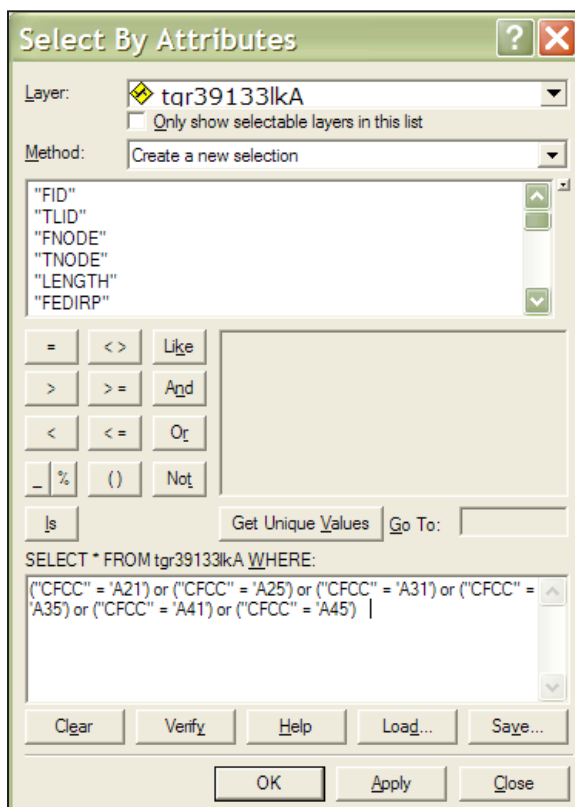 Select By Attributes
?
X
Layer: tgr39133lkA
Only show selectable layers in this list
Method: Create a new selection
"FID"
"TLID"
"FNODE"
"TNODE"
"LENGTH"
"FEDIRP"
= < > Like
> > = And
< < = Or
_ % ( ) Not
Is Get Unique Values Go To:
SELECT * FROM tgr39133lkA WHERE:
("CFCC" = 'A21') or ("CFCC" = 'A25') or ("CFCC" = 'A31') or ("CFCC" =
'A35') or ("CFCC" = 'A41') or ("CFCC" = 'A45')
Clear Verify Help Load... Save...
OK Apply Close